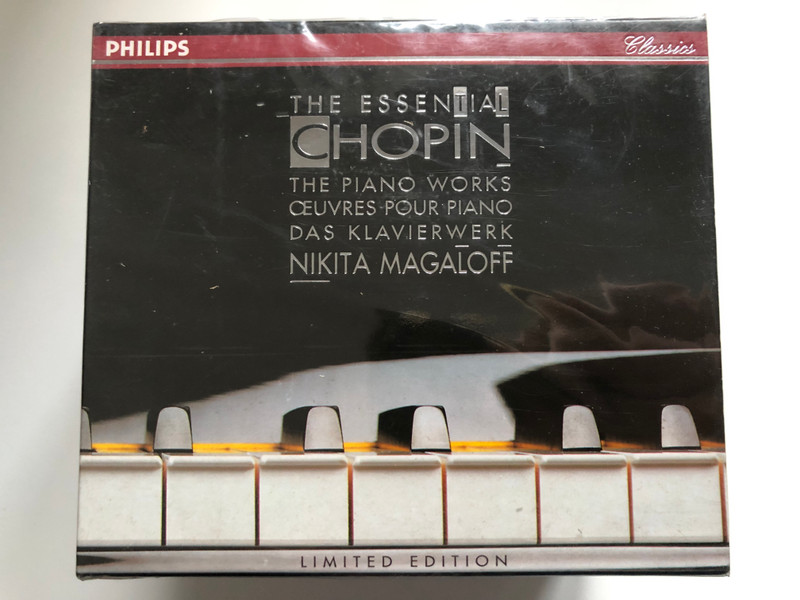 PHILIPS
Classics
THE ESSENTIAL
CHOPIN
THE PIANO WORKS
ŒUVRES POUR PIANO
DAS KLAVIERWERK
NIKITA MAGALOFF
LIMITED EDITION